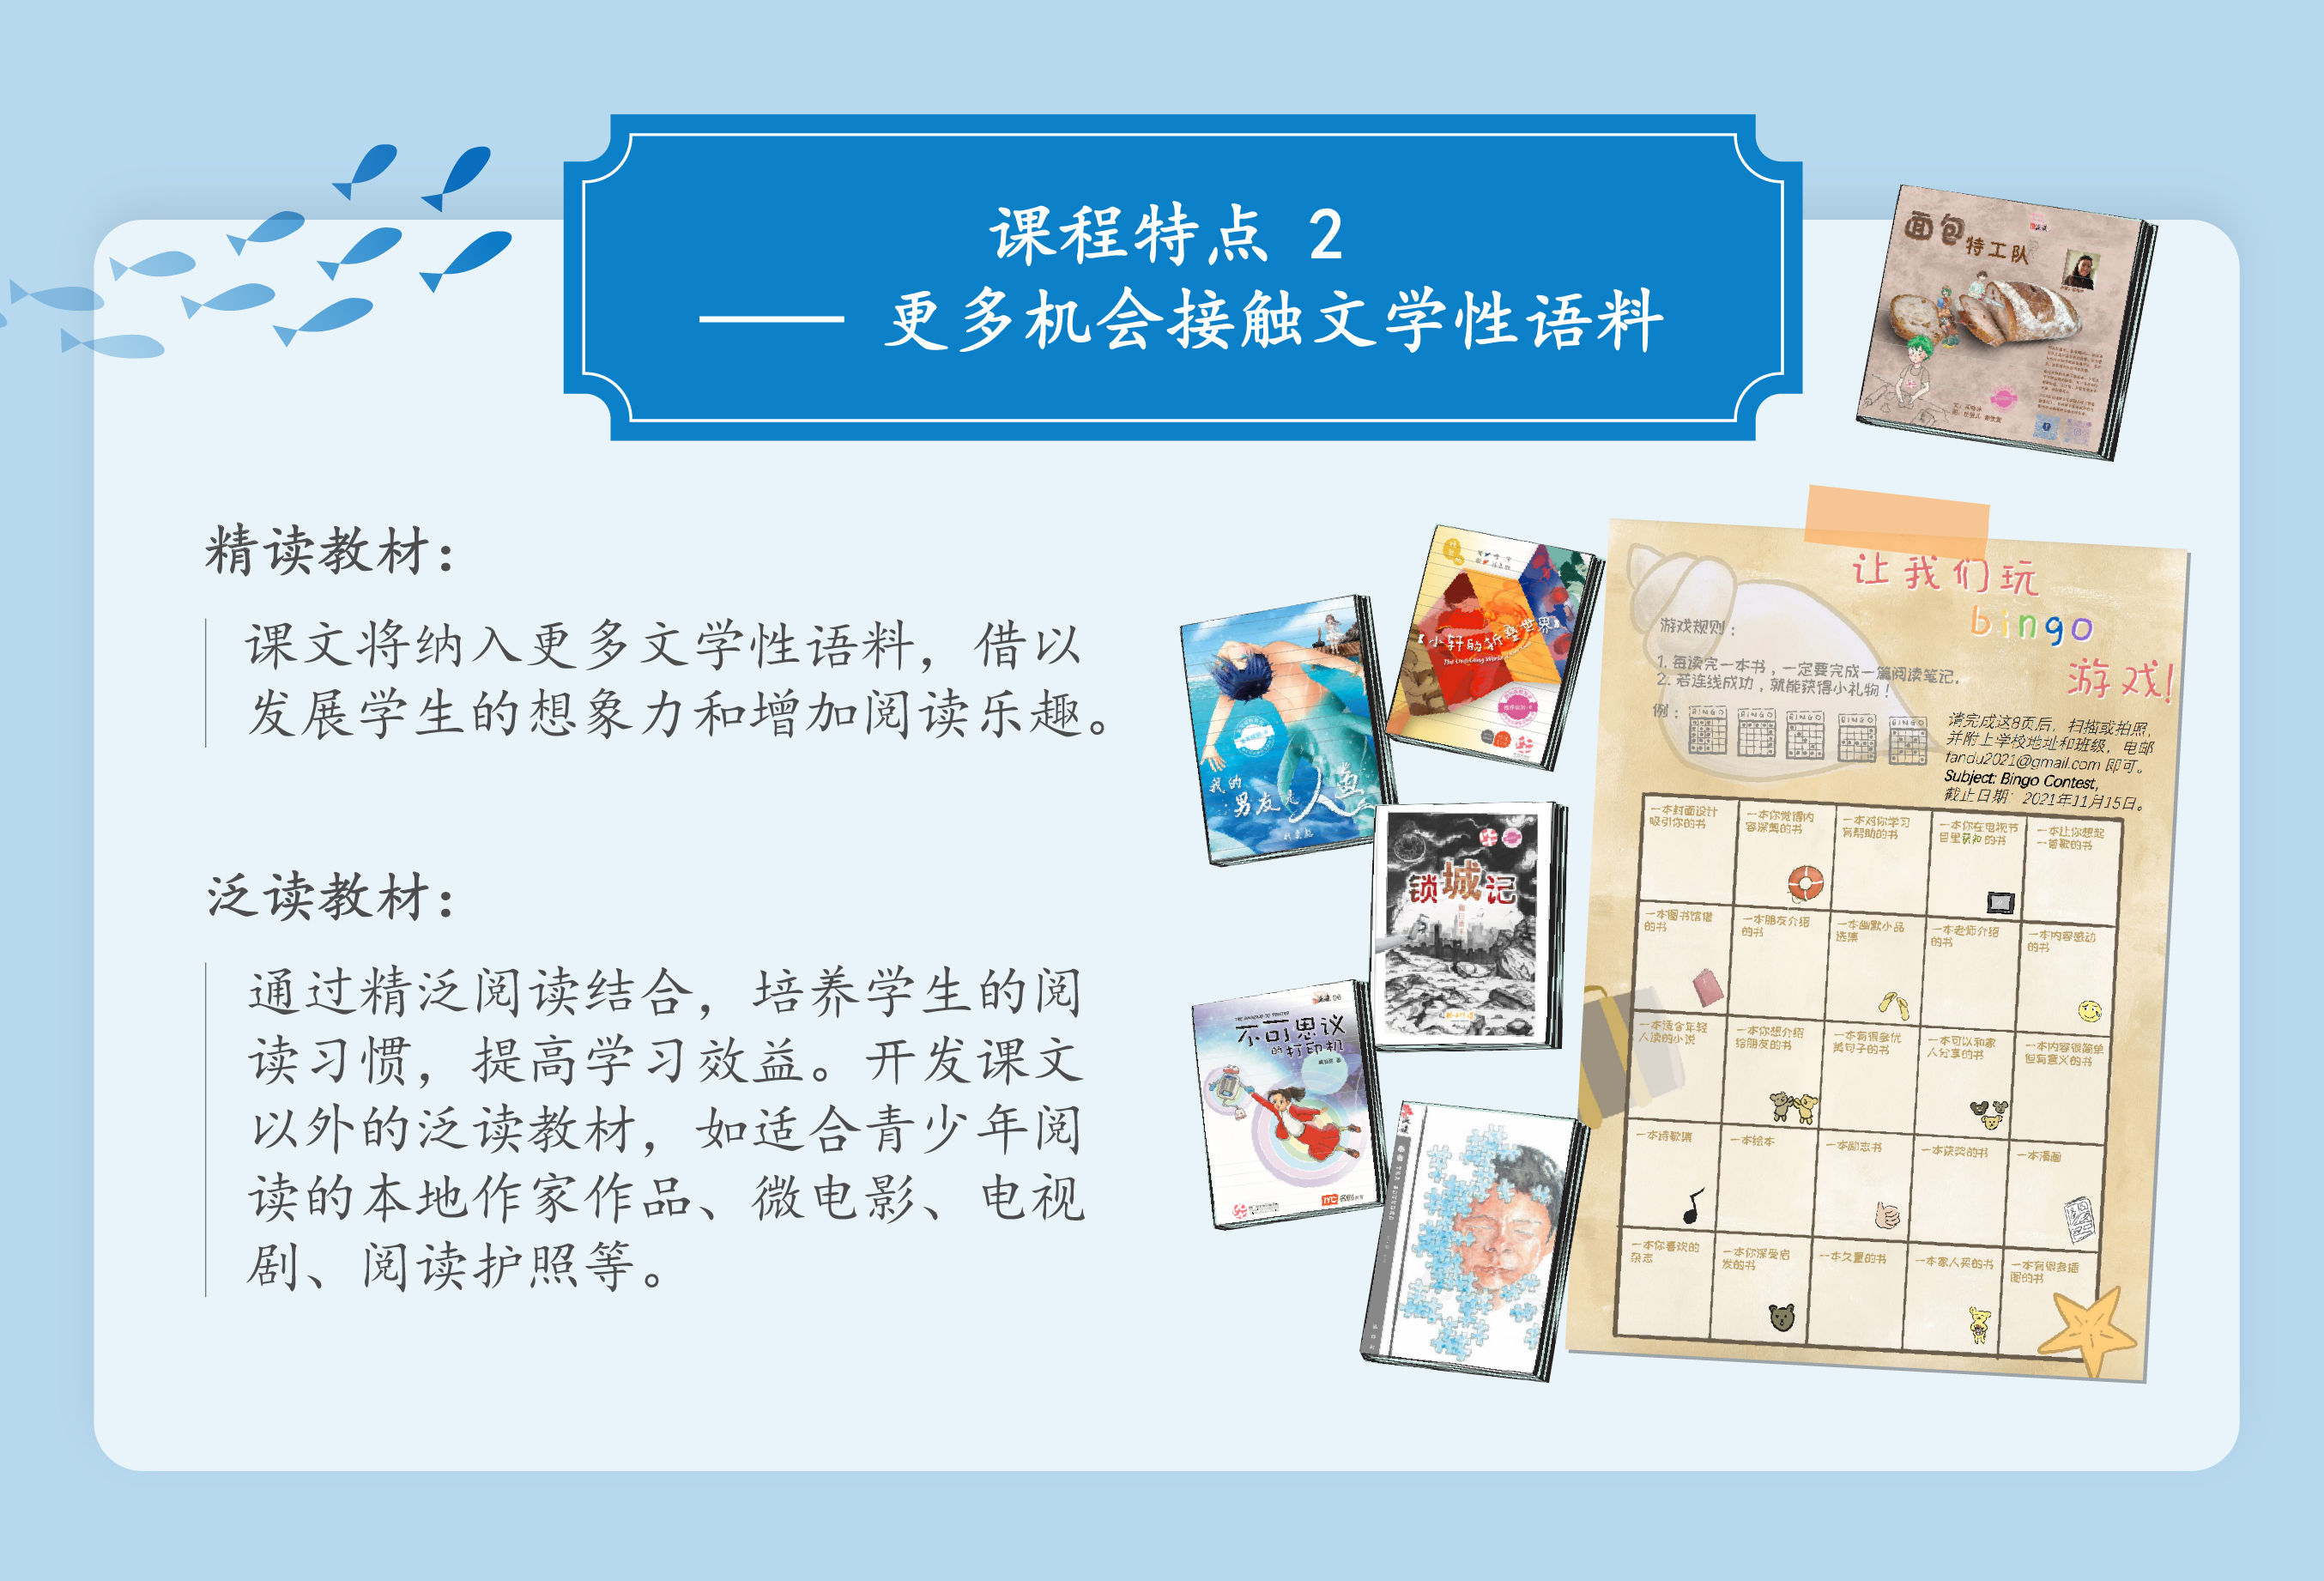 课程特点 2
—— 更多机会接触文学性语料
精读教材：
课文将纳入更多文学性语料，借以
发展学生的想象力和增加阅读乐趣。
泛读教材：
通过精泛阅读结合，培养学生的阅
读习惯，提高学习效益。开发课文
以外的泛读教材，如适合青少年阅
读的本地作家作品、微电影、电视
剧、阅读护照等。
面包特工队
小轩的折叠世界
我的
男友是人鱼
锁城记
不可思议
的打印机
名创教育
让我们玩
bingo
游戏!
游戏规则：
1. 每读完一本书，一定要完成一篇阅读笔记.
2. 若连线成功，就能获得小礼物！
例：
BINGO
BINGO
BINGO
BINGO
BINGO
请完成这8页后，扫描或拍照，
并附上学校地址和班级，电邮
fandu2021@gmail.com 即可。
Subject: Bingo Contest,
截止日期：2021年11月15日。
一本封面设计
吸引你的书
一本你觉得内
容深奥的书
一本对你学习
有帮助的书
一本你在电视节
目里获知的书
一本让你想起
一首歌的书
一本图书馆借
的书
一本朋友介绍
的书
一本幽默小品
选集
一本老师介绍
的书
一本内容感动
的书
一本适合年轻
人读的小说
一本你想介绍
给朋友的书
一本有很多优
美句子的书
一本可以和家
人分享的书
一本内容很简单
但有意义的书
一本诗歌集
一本绘本
一本励志书
一本获奖的书
一本漫画
一本你喜欢的
杂志
一本你深受启
发的书
一本久置的书
一本家人买的书
一本有很多插
图的书